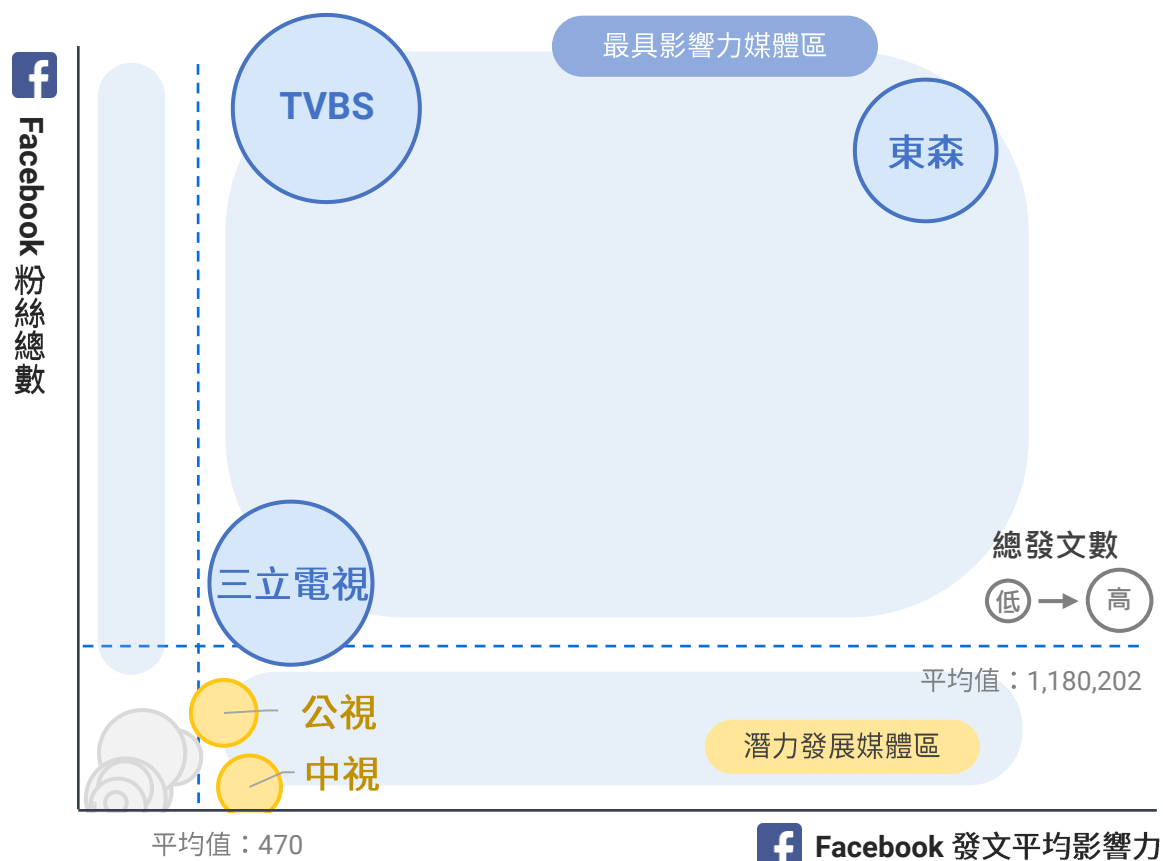 最具影響力媒體區
TVBS
東森
Facebook 粉絲總數
三立電視
總發文數
低
高
平均值：1,180,202
公視
潛力發展媒體區
中視
平均值：470
Facebook 發文平均影響力